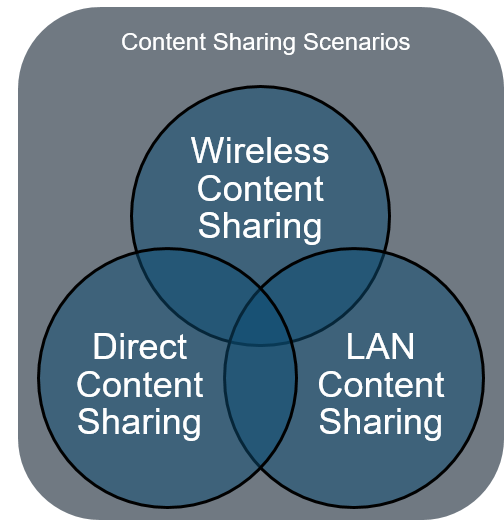 Content Sharing Scenarios
Wireless
Content
Sharing
Direct
Content
Sharing
LAN
Content
Sharing